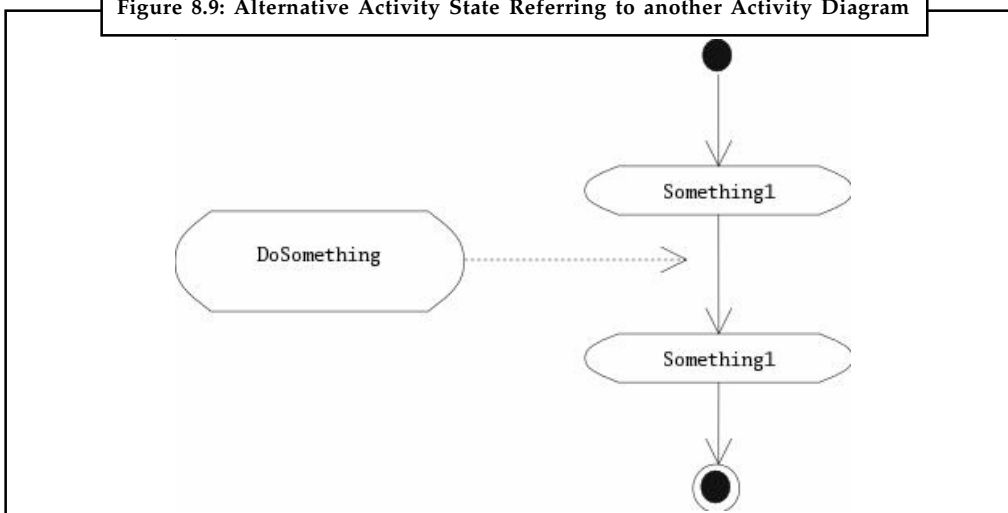 Figure 8.9: Alternative Activity State Referring to another Activity Diagram
Something1
DoSomething
Something1